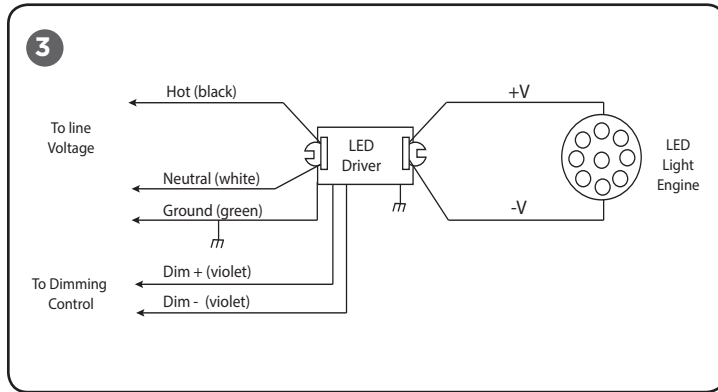 3
Hot (black)
+V
To line
Voltage
LED
Driver
LED
Light
Engine
Neutral (white)
Ground (green)
-V
To Dimming
Control
Dim + (violet)
Dim - (violet)